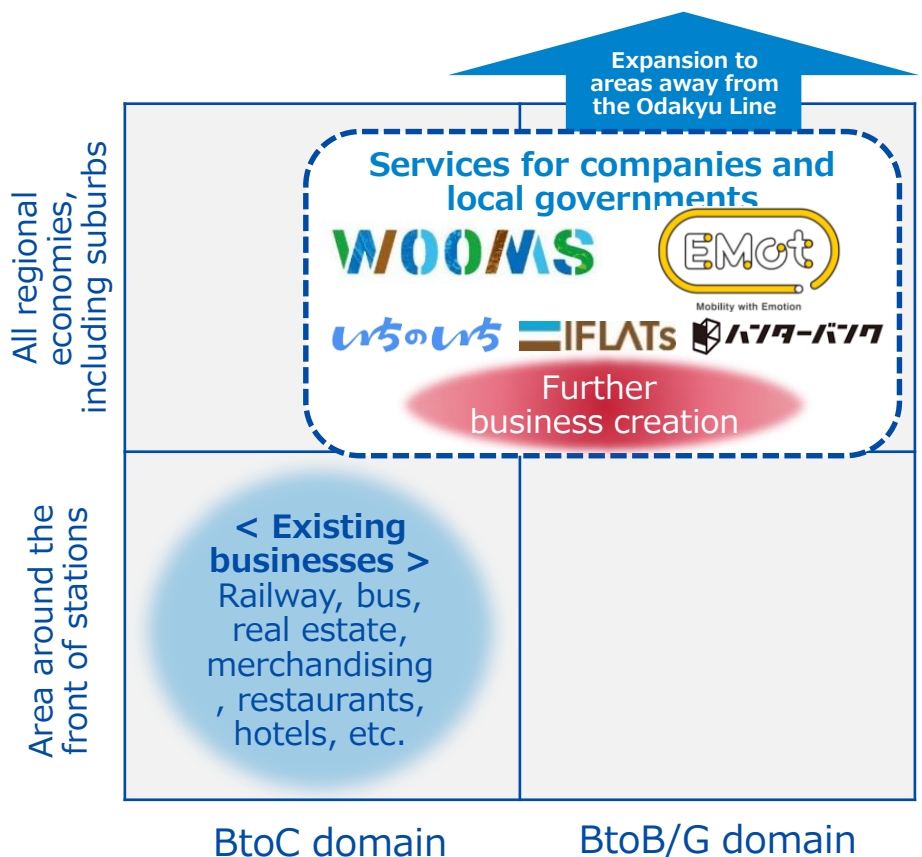 Expansion to
areas away from
the Odakyu Line
All regional
economies,
including suburbs
Services for companies and
local governments
WOOMS
EMot
Mobility with Emotion
いちのいち
IFLATs
ハンターバンク
Further
business creation
Area around the
front of stations
< Existing
businesses >
Railway, bus,
real estate,
merchandising
, restaurants,
hotels, etc.
BtoC domain
BtoB/G domain